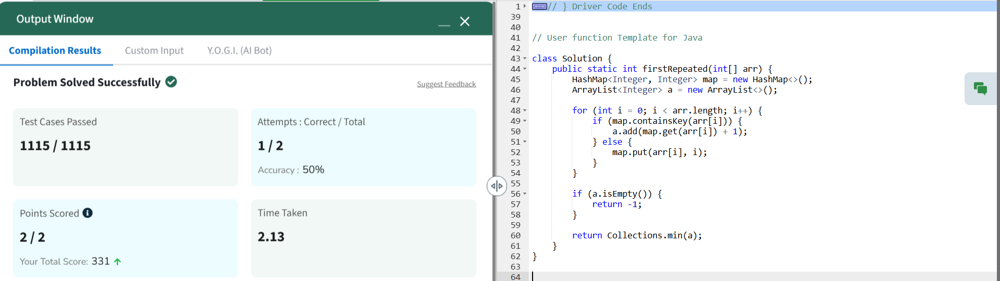 Output Window
Compilation Results Custom Input Y.O.G.I. (AI Bot)
Problem Solved Successfully
Suggest Feedback
Test Cases Passed
1115 / 1115
Attempts : Correct / Total
1 / 2
Accuracy : 50%
Points Scored
2 / 2
Your Total Score: 331
Time Taken
2.13
1 // } Driver Code Ends
39
40
41 // User function Template for Java
42
43 class Solution {
44     public static int firstRepeated(int[] arr) {
45         HashMap<Integer, Integer> map = new HashMap<>();
46         ArrayList<Integer> a = new ArrayList<>();
47
48         for (int i = 0; i < arr.length; i++) {
49             if (map.containsKey(arr[i])) {
50                 a.add(map.get(arr[i]) + 1);
51             } else {
52                 map.put(arr[i], i);
53             }
54         }
55
56         if (a.isEmpty()) {
57             return -1;
58         }
59
60         return Collections.min(a);
61     }
62 }
63
64